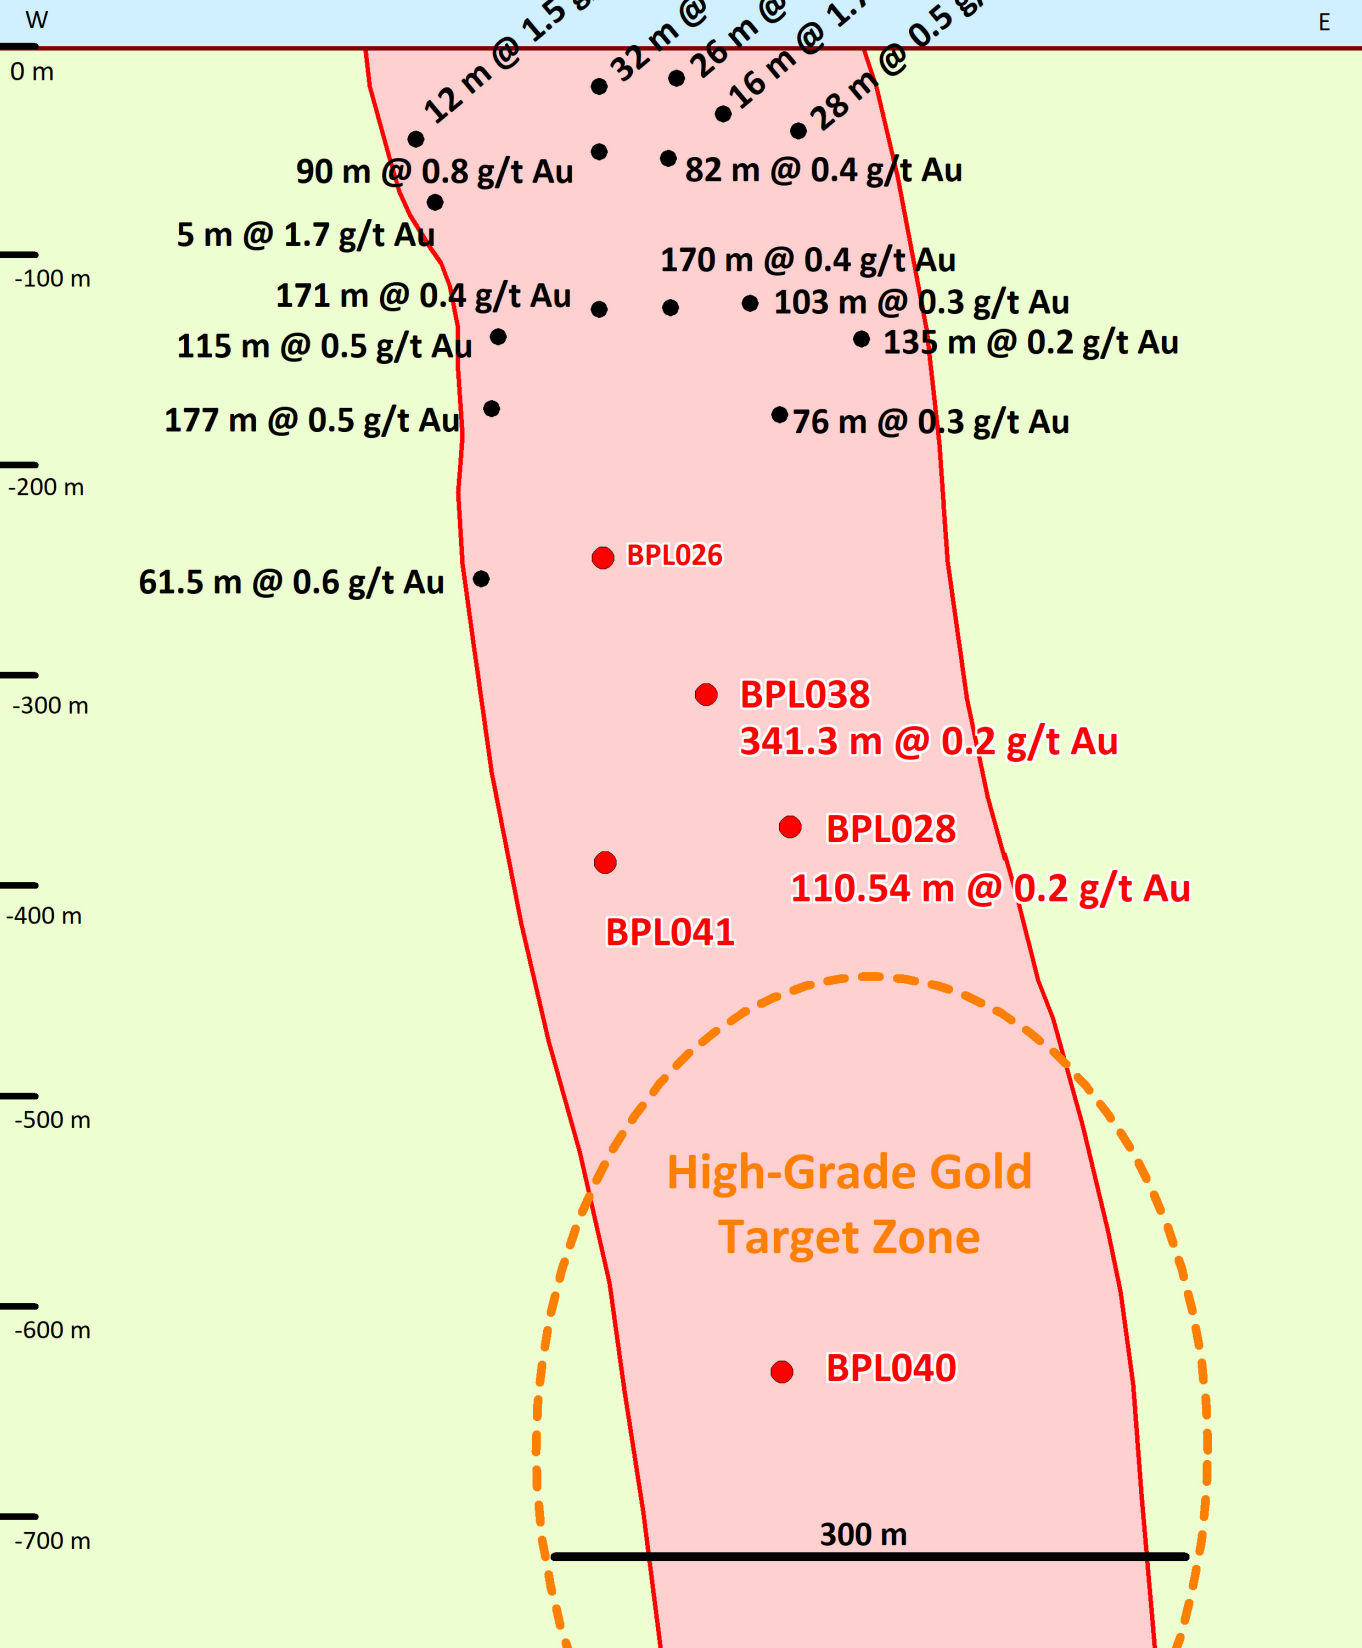 W
E
0 m
12 m @ 1.5 g/
32 m @
26 m @
16 m @ 1.7
28 m @ 0.5 g/
90 m @ 0.8 g/t Au
82 m @ 0.4 g/t Au
5 m @ 1.7 g/t Au
170 m @ 0.4 g/t Au
-100 m
171 m @ 0.4 g/t Au
103 m @ 0.3 g/t Au
115 m @ 0.5 g/t Au
135 m @ 0.2 g/t Au
177 m @ 0.5 g/t Au
76 m @ 0.3 g/t Au
-200 m
BPL026
61.5 m @ 0.6 g/t Au
-300 m
BPL038
341.3 m @ 0.2 g/t Au
BPL028
110.54 m @ 0.2 g/t Au
-400 m
BPL041
-500 m
High-Grade Gold
Target Zone
-600 m
BPL040
-700 m
300 m